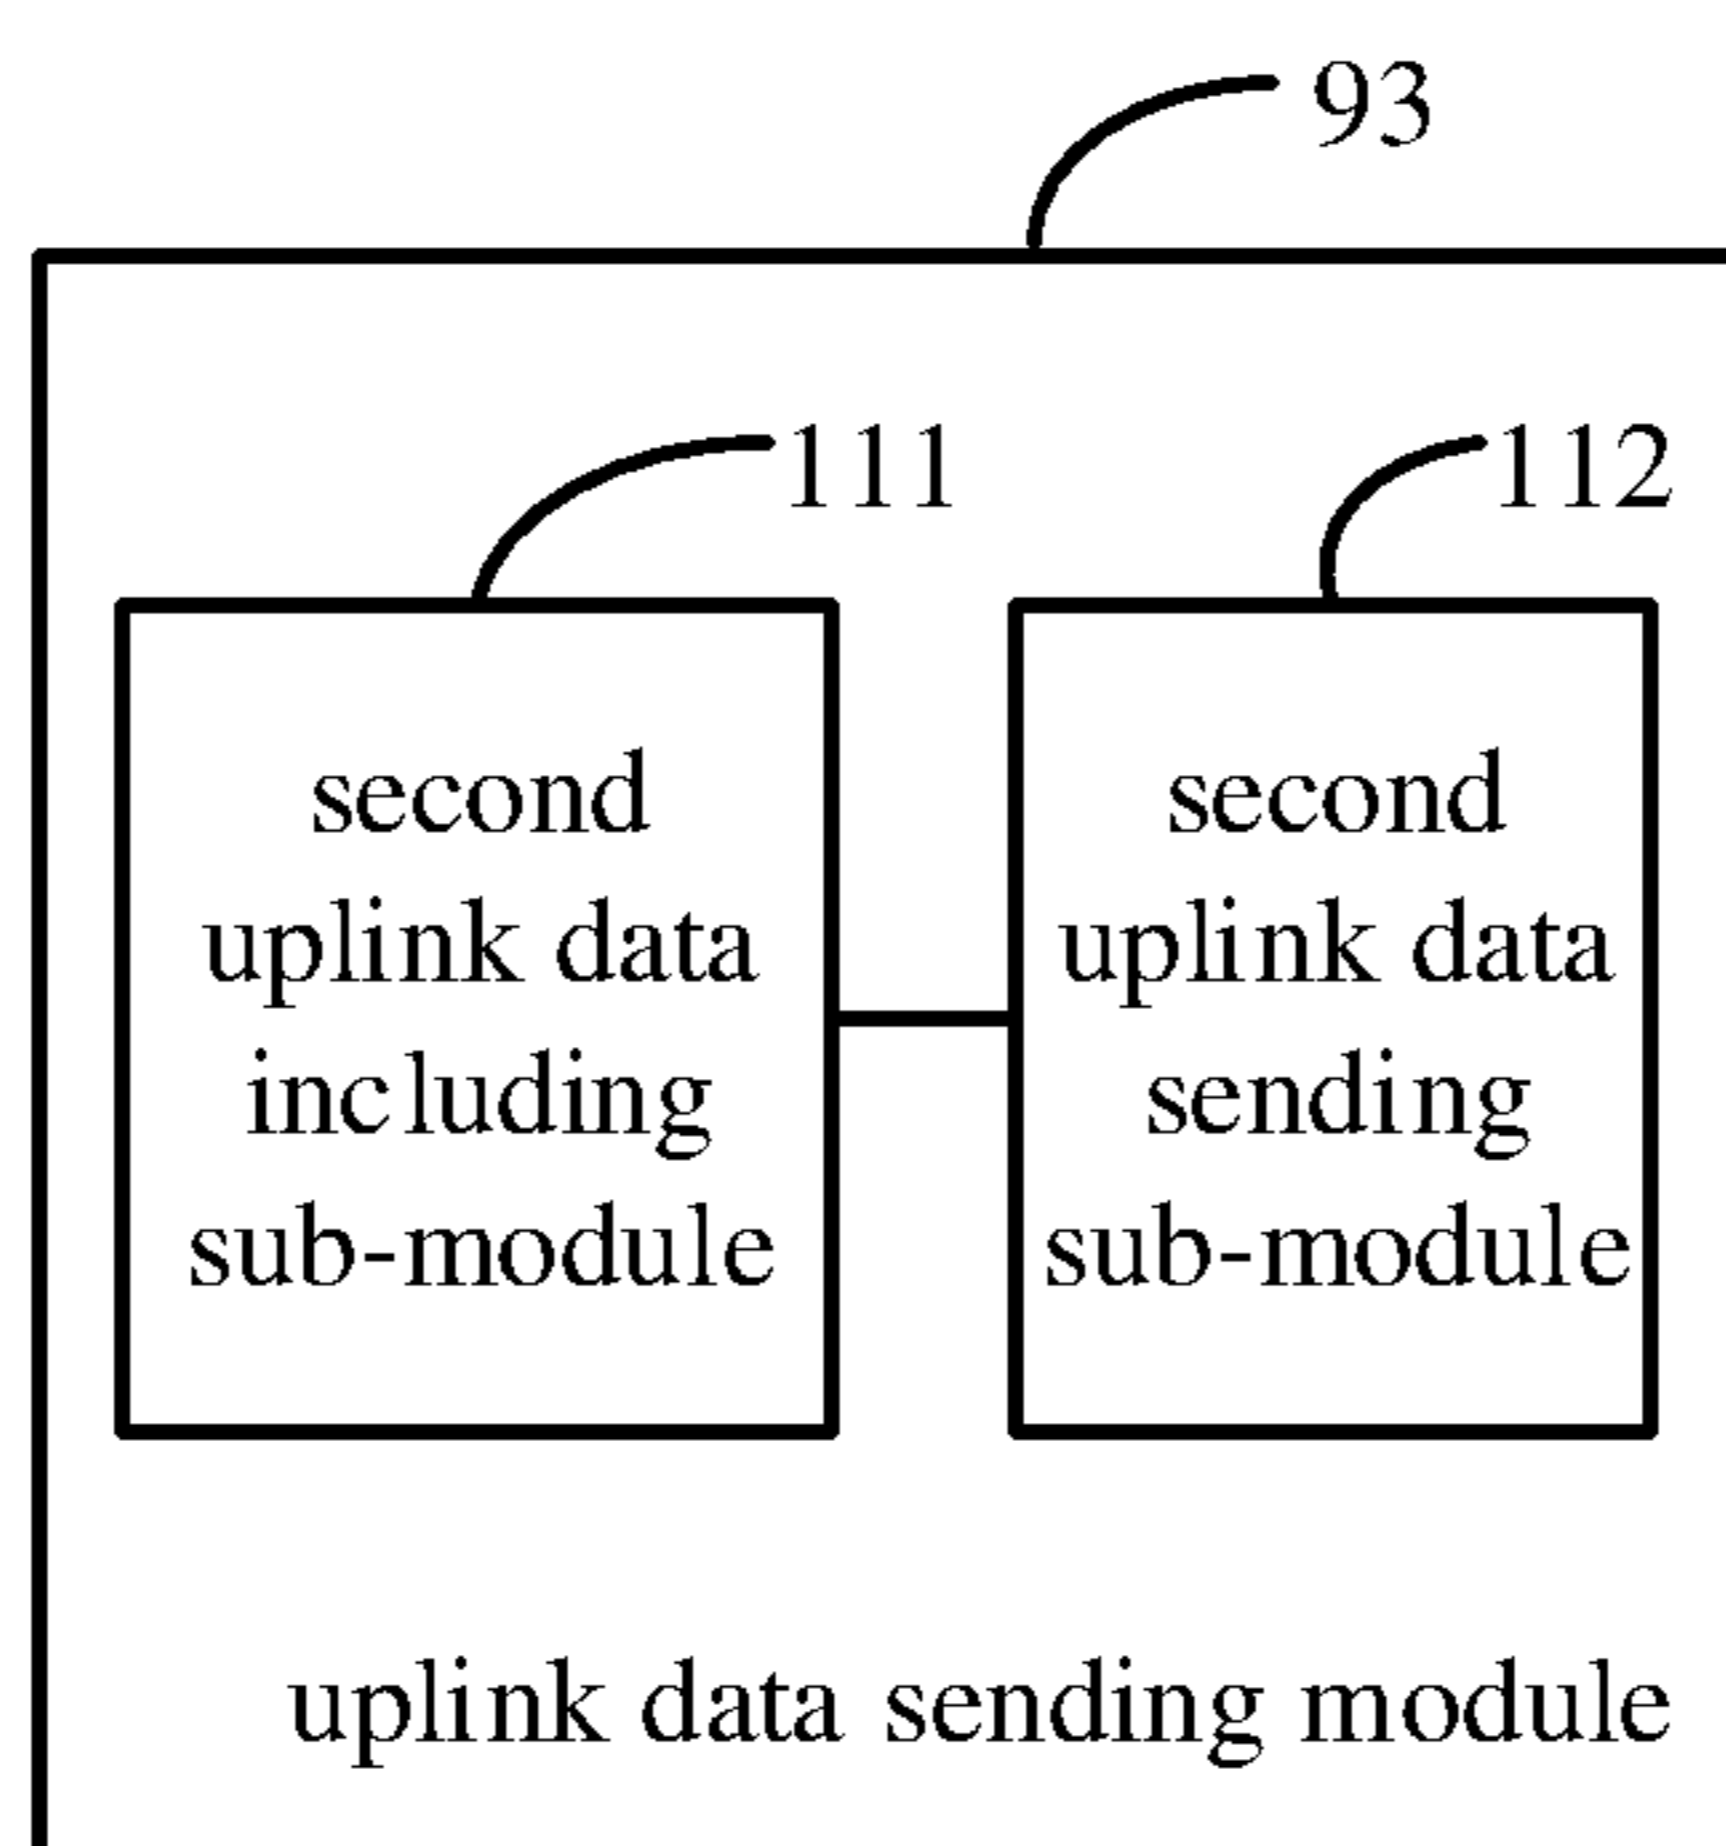 93
111
112
second
uplink data
including
sub-module
second
uplink data
sending
sub-module
uplink data sending module